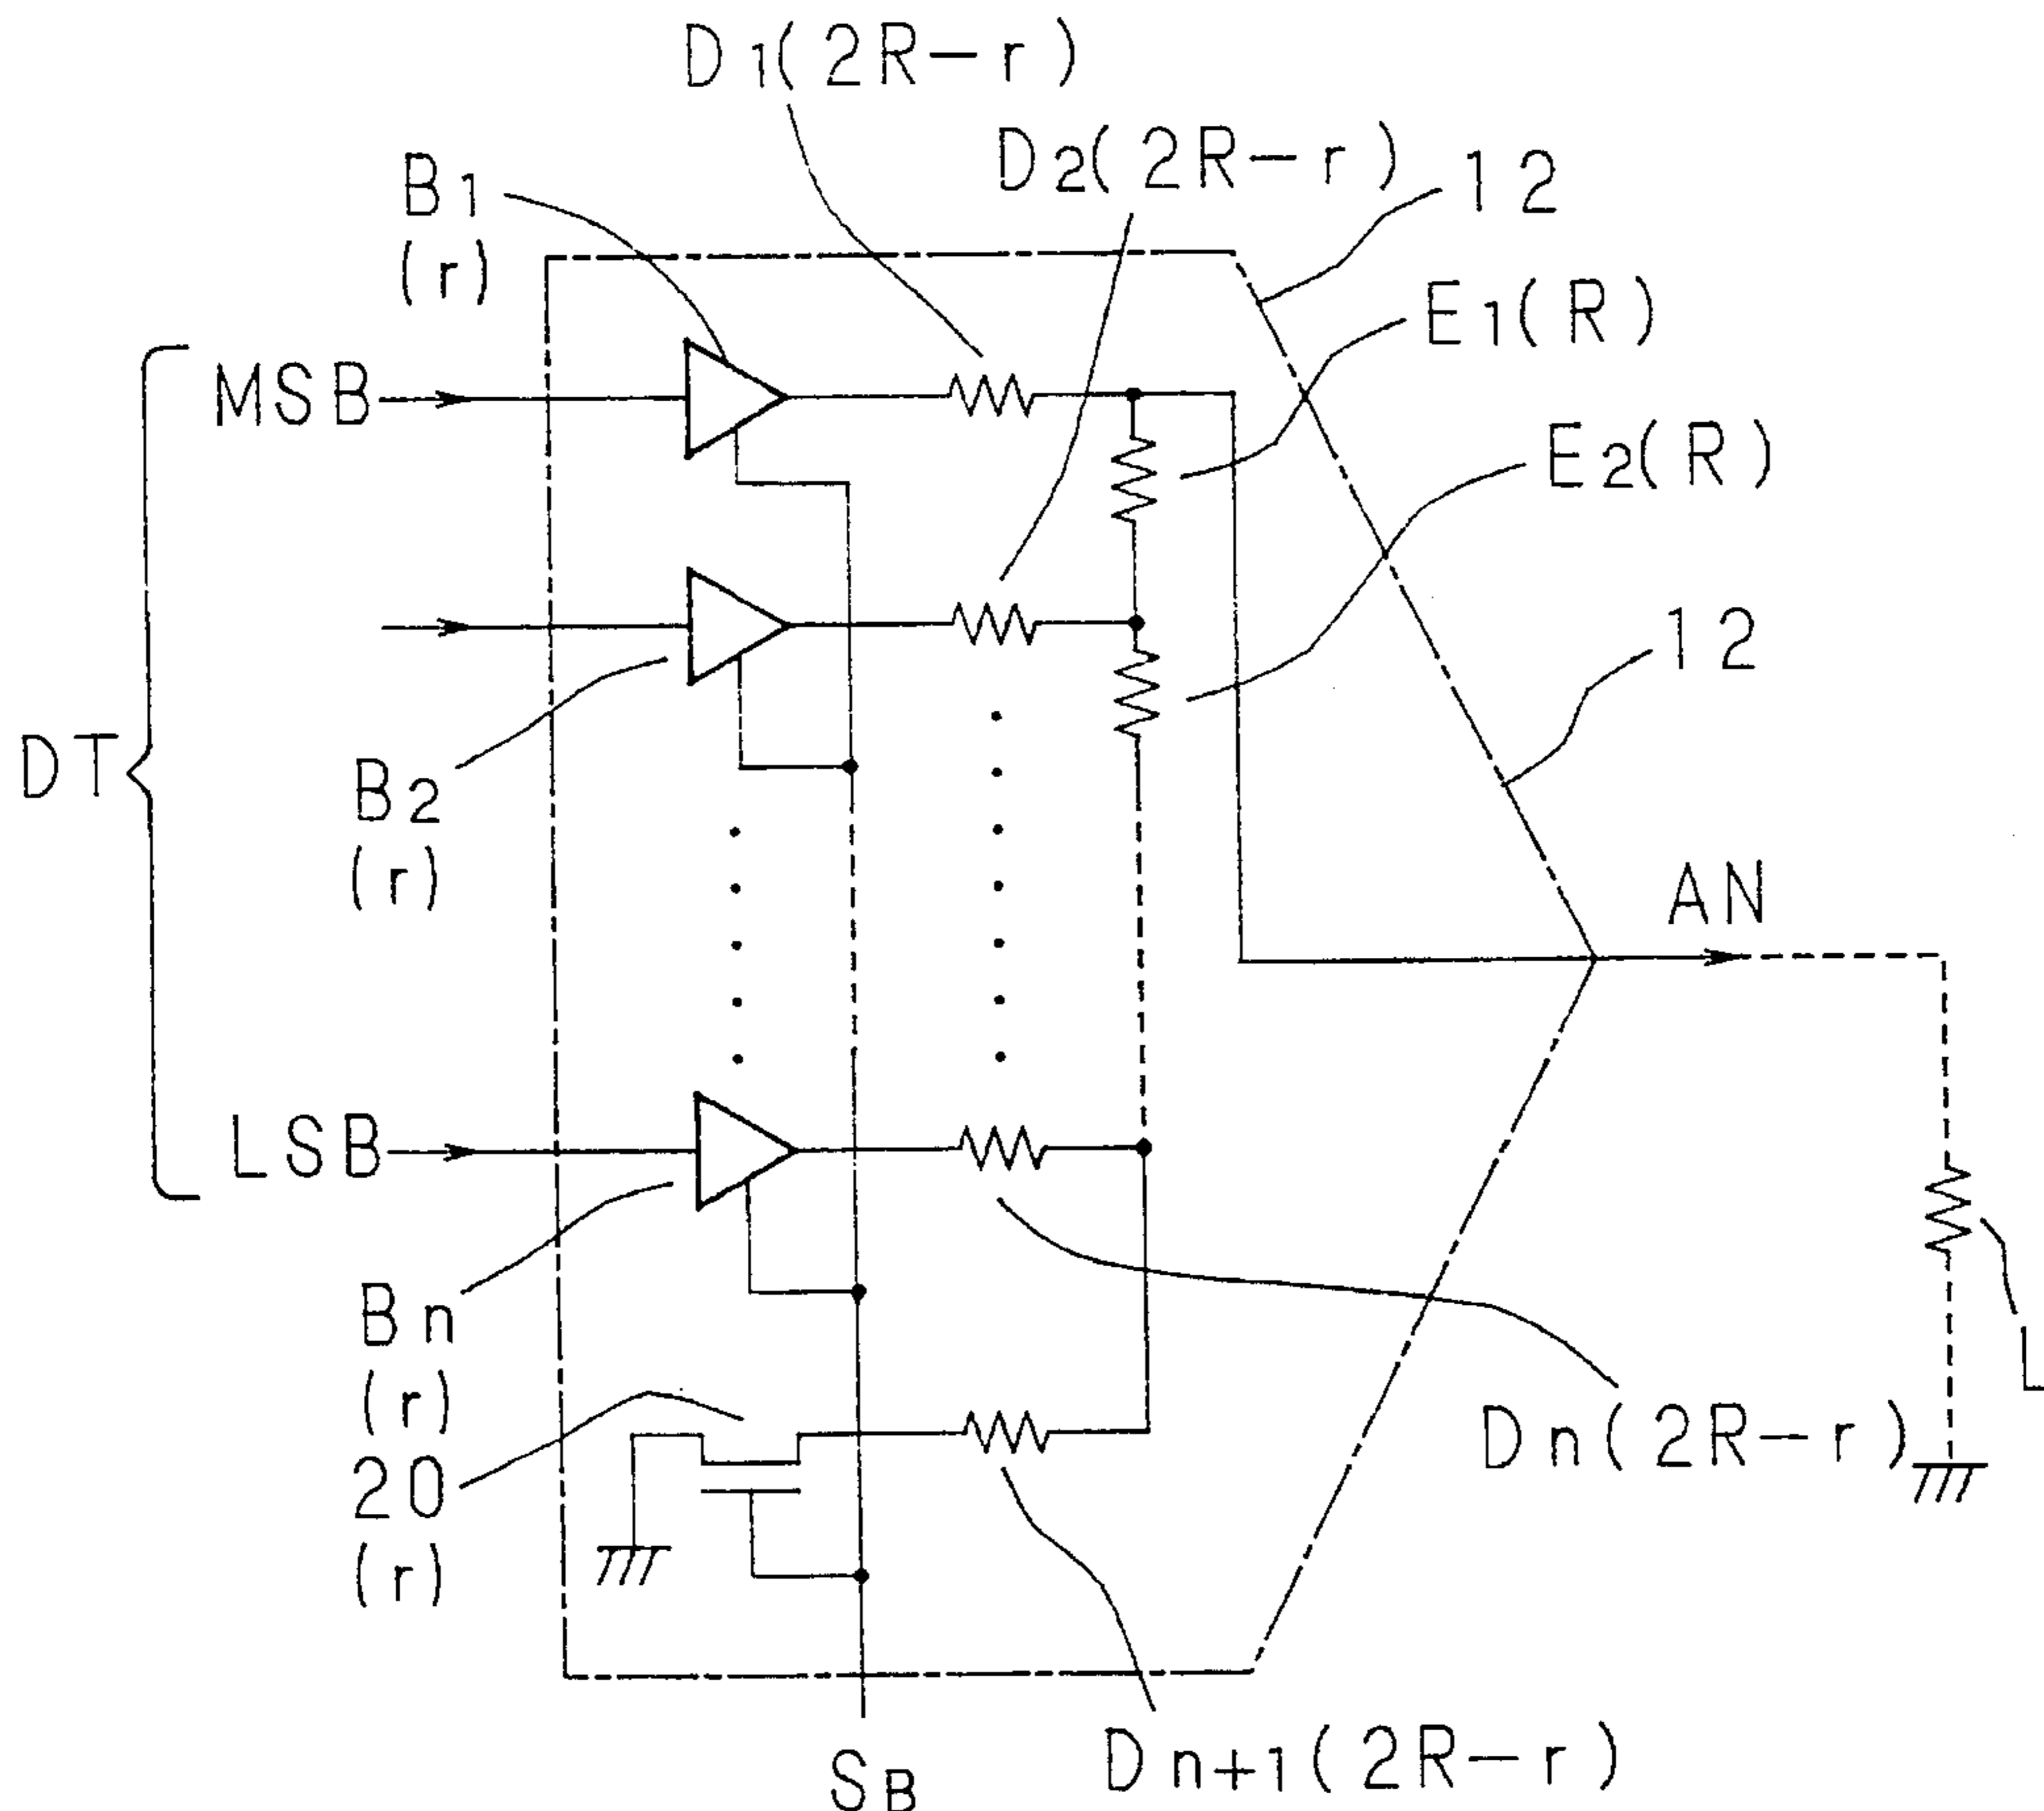 D1(2R-r)
D2(2R-r)
12
B1
(r)
E1(R)
MSB
E2(R)
12
DT
B2
(r)
AN
LSB
Bn
(r)
L
Dn(2R-r)
20
(r)
Dn+1(2R-r)
SB